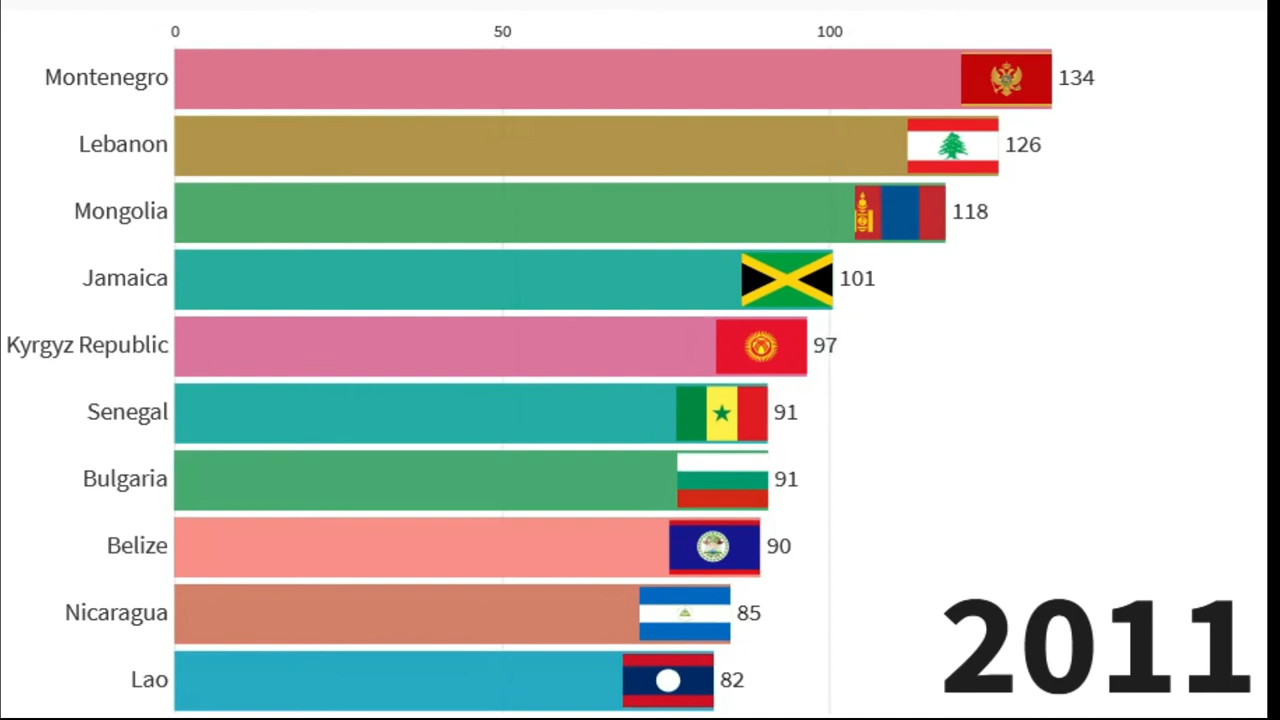 0 50 100
Montenegro 134
Lebanon 126
Mongolia 118
Jamaica 101
Kyrgyz Republic 97
Senegal 91
Bulgaria 91
Belize 90
Nicaragua 85
Lao 82
2011